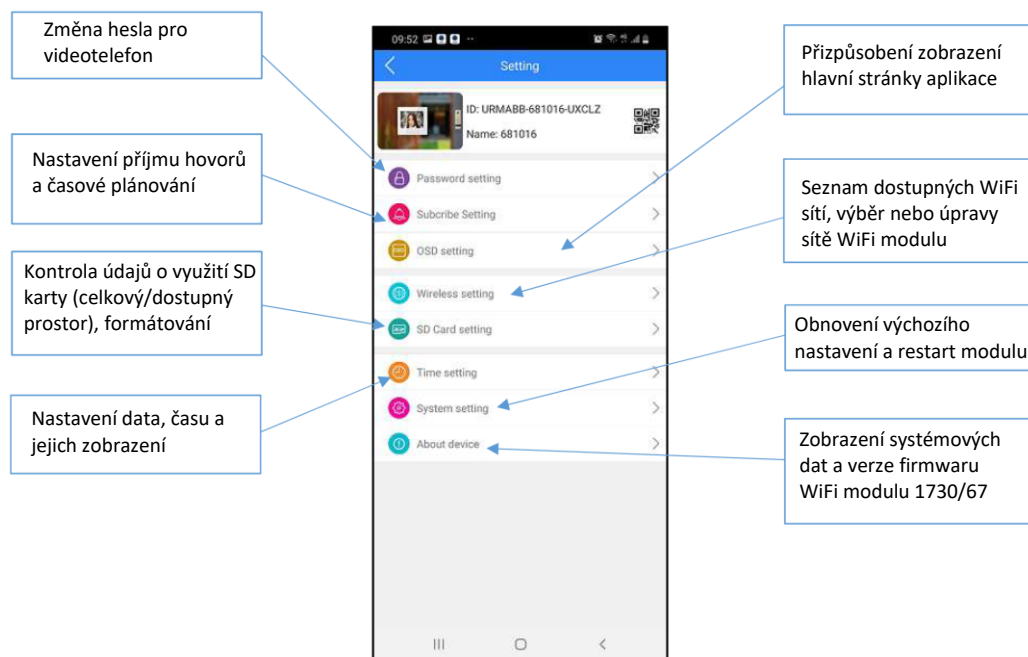 Změna hesla pro
videotelefon
Nastavení příjmu hovorů
a časové plánování
Kontrola údajů o využití SD
karty (celkový/dostupný
prostor), formátování
Nastavení data, času a
jejich zobrazení
09:52
Setting
ID: URMABB-681016-UXCLZ
Name: 681016
Password setting
Subcribe Setting
OSD setting
Wireless setting
SD Card setting
Time setting
System setting
About device
Přizpůsobení zobrazení
hlavní stránky aplikace
Seznam dostupných WiFi
sítí, výběr nebo úpravy
sítě WiFi modulu
Obnovení výchozího
nastavení a restart modulu
Zobrazení systémových
dat a verze firmwaru
WiFi modulu 1730/67